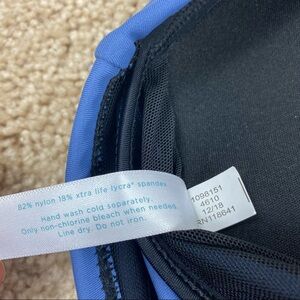 82% nylon 18% xtra life lycra® spandex
Hand wash cold separately.
Only non-chlorine bleach when needed.
Line dry. Do not iron.
1098151
4610
12/18
RN116641